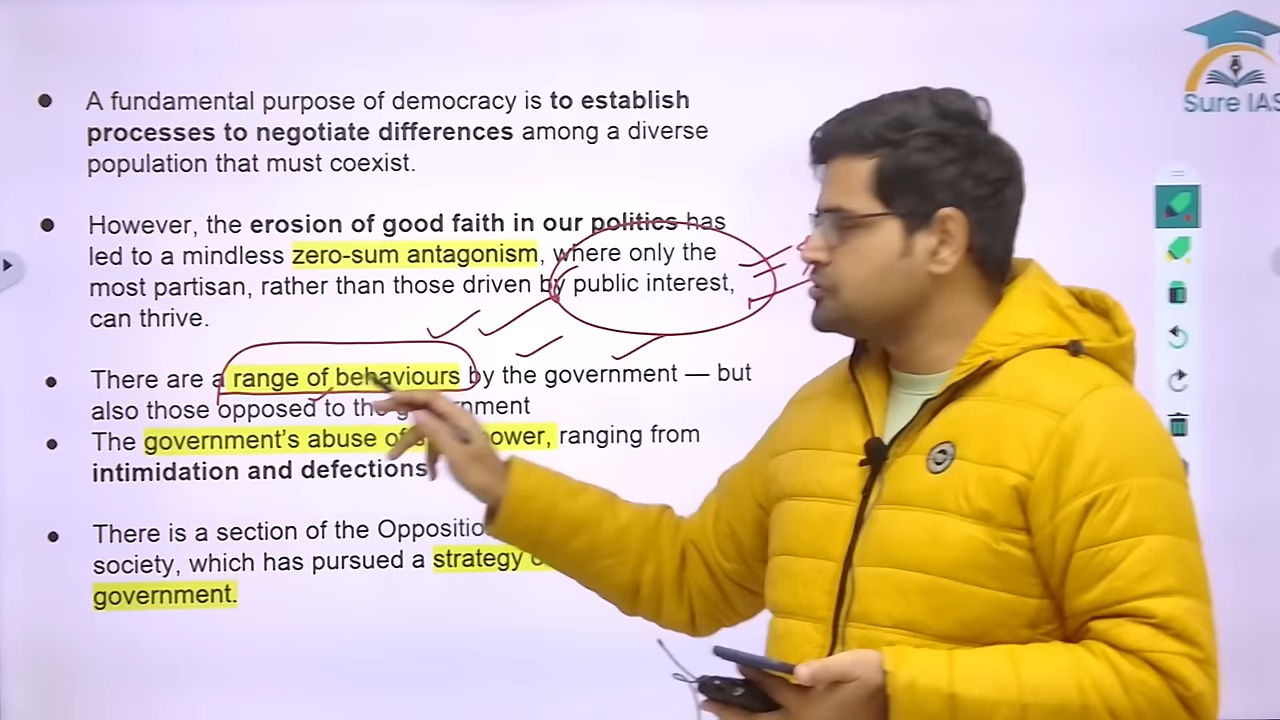 Sure IAS
A fundamental purpose of democracy is to establish
processes to negotiate differences among a diverse
population that must coexist.
However, the erosion of good faith in our politics has
led to a mindless zero-sum antagonism, where only the
most partisan, rather than those driven by public interest,
can thrive.
There are a range of behaviours by the government — but
also those opposed to the government
The government's abuse of power, ranging from
intimidation and defections
There is a section of the
society, which has pursued a strategy
government.